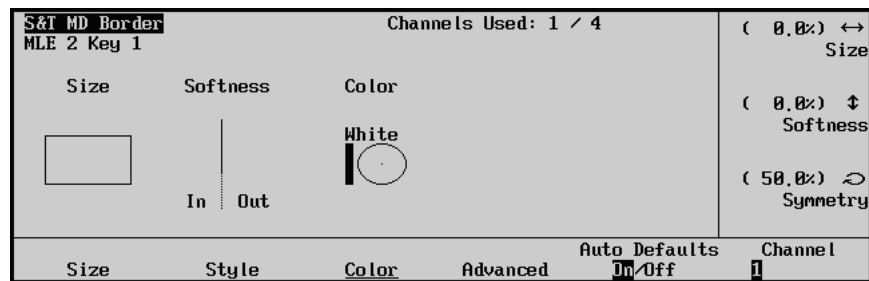 S&T MD Border
MLE 2 Key 1
Channels Used: 1 / 4
Size Softness Color
White
In Out
( 0.0%) ↔
Size
( 0.0%) ↕
Softness
( 50.0%)
Symmetry
Size Style Color Advanced
Auto Defaults
On/Off
Channel
1